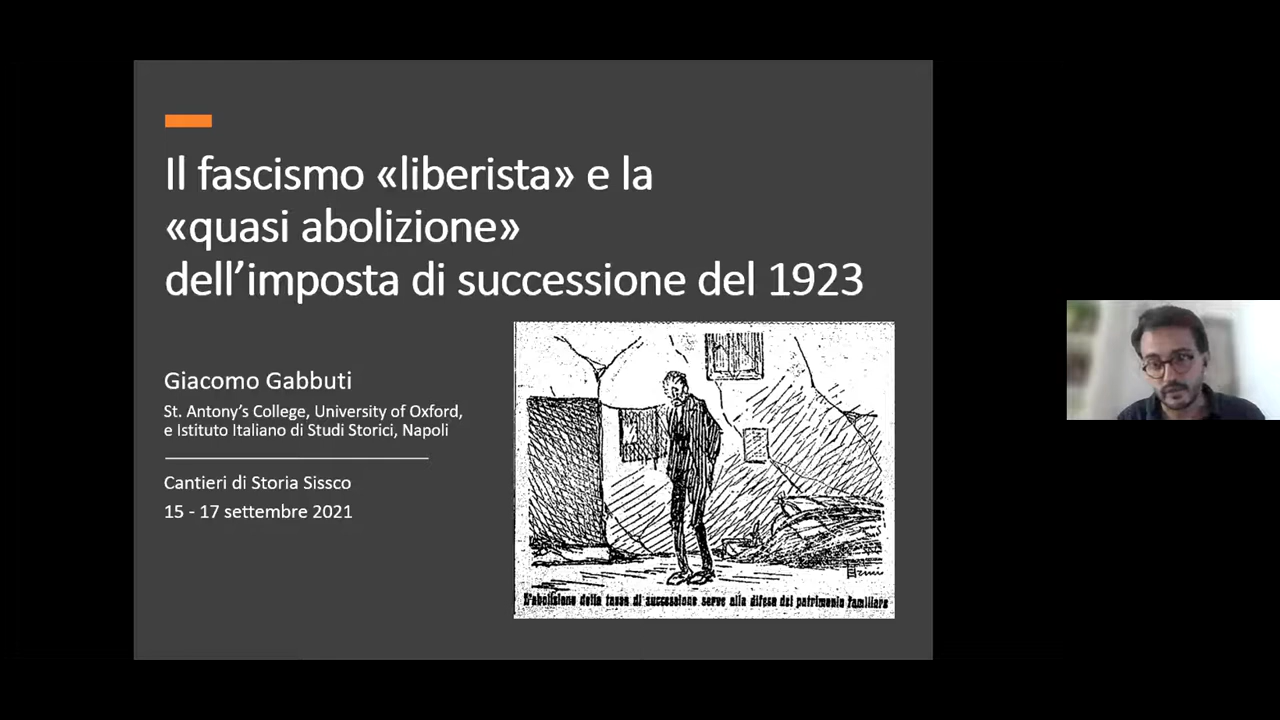 Il fascismo «liberista» e la
«quasi abolizione»
dell’imposta di successione del 1923
Giacomo Gabbuti
St. Antony’s College, University of Oxford,
e Istituto Italiano di Studi Storici, Napoli
Cantieri di Storia Sissco
15 - 17 settembre 2021
L'abolizione della tassa di successione serve alla difesa del patrimonio familiare